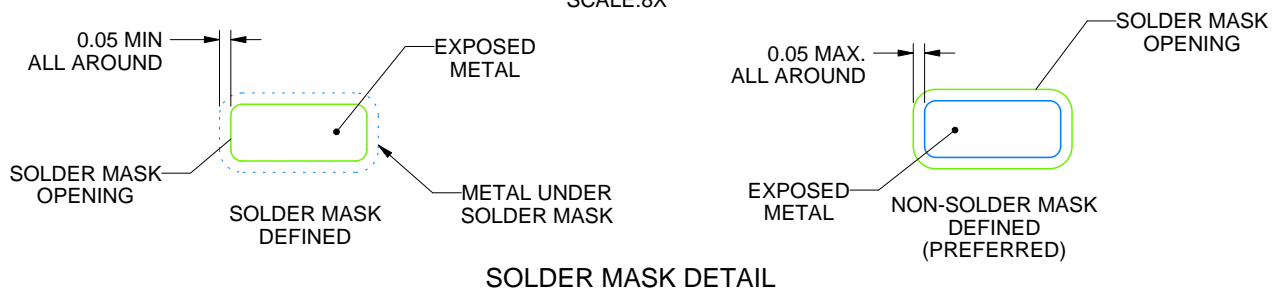 SCALE:8X
0.05 MIN
ALL AROUND
EXPOSED
METAL
SOLDER MASK
OPENING
METAL UNDER
SOLDER MASK
SOLDER MASK
DEFINED
0.05 MAX.
ALL AROUND
SOLDER MASK
OPENING
EXPOSED
METAL
NON-SOLDER MASK
DEFINED
(PREFERRED)
SOLDER MASK DETAIL